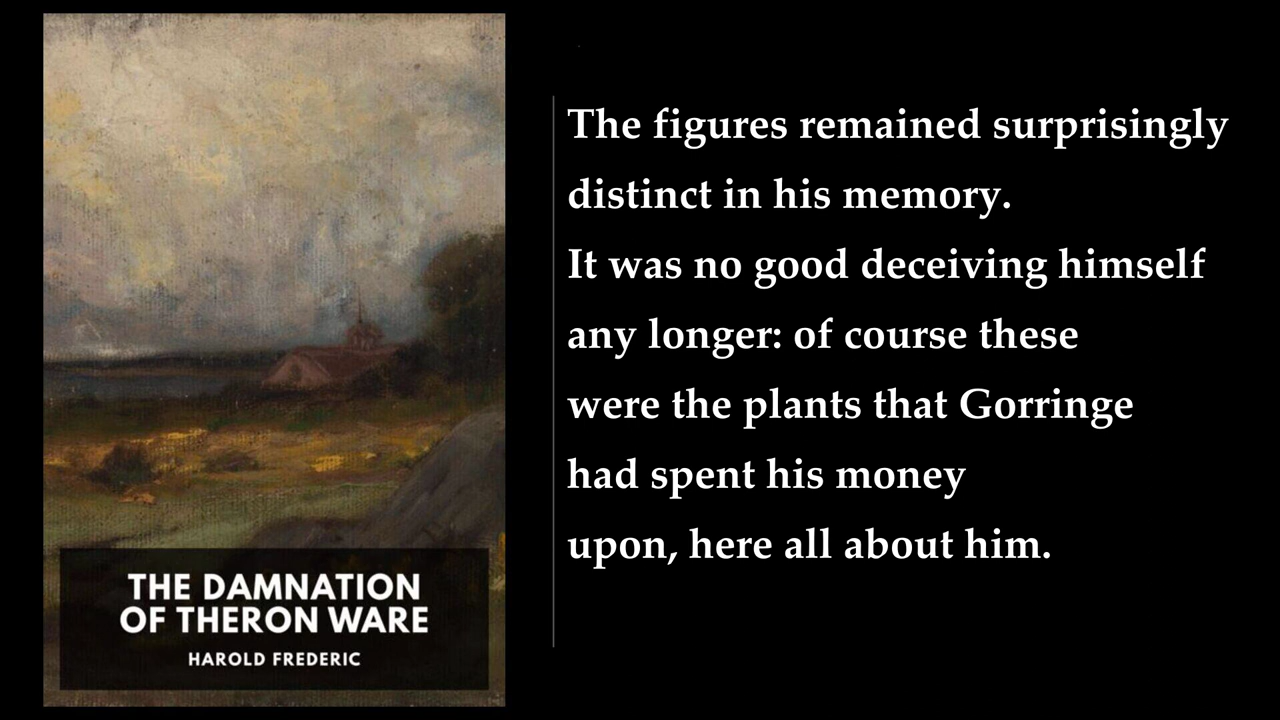 THE DAMNATION
OF THERON WARE
HAROLD FREDERIC
The figures remained surprisingly
distinct in his memory.
It was no good deceiving himself
any longer: of course these
were the plants that Gorringe
had spent his money
upon, here all about him.